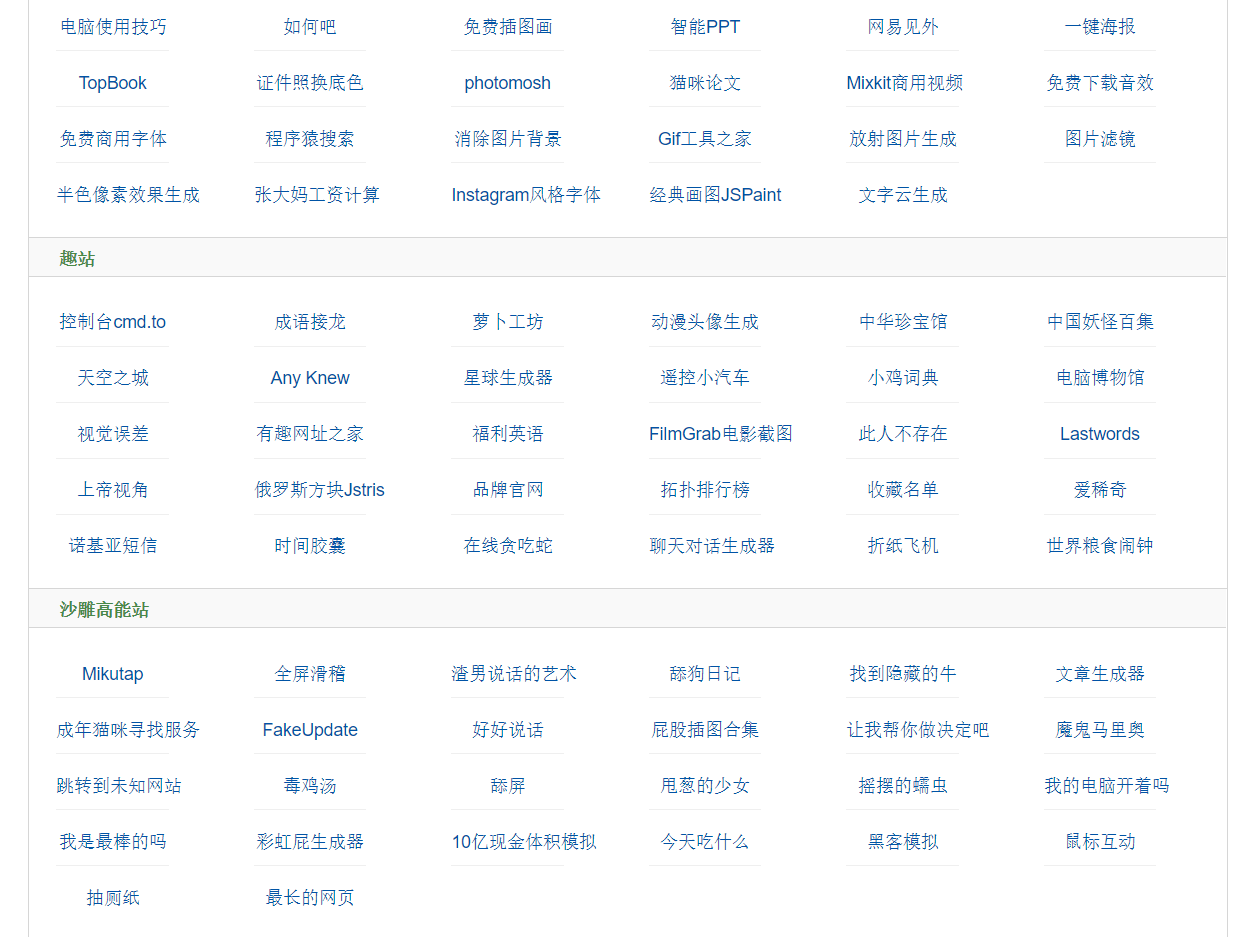 电脑使用技巧 如何吧 免费插图画 智能PPT 网易见外 一键海报
TopBook 证件照换底色 photomosh 猫咪论文 Mixkit商用视频 免费下载音效
免费商用字体 程序猿搜索 消除图片背景 Gif工具之家 放射图片生成 图片滤镜
半色像素效果生成 张大妈工资计算 Instagram风格字体 经典画图JSPaint 文字云生成
趣站
控制台cmd.to 成语接龙 萝卜工坊 动漫头像生成 中华珍宝馆 中国妖怪百集
天空之城 Any Knew 星球生成器 遥控小汽车 小鸡词典 电脑博物馆
视觉误差 有趣网址之家 福利英语 FilmGrab电影截图 此人不存在 Lastwords
上帝视角 俄罗斯方块Jstris 品牌官网 拓扑排行榜 收藏名单 爱稀奇
诺基亚短信 时间胶囊 在线贪吃蛇 聊天对话生成器 折纸飞机 世界粮食闹钟
沙雕高能站
Mikutap 全屏滑稽 渣男说话的艺术 舔狗日记 找到隐藏的牛 文章生成器
成年猫咪寻找服务 FakeUpdate 好好说话 屁股插图合集 让我帮你做决定吧 魔鬼马里奥
跳转到未知网站 毒鸡汤 舔屏 甩葱的少女 摇摆的蠕虫 我的电脑开着吗
我是最棒的吗 彩虹屁生成器 10亿现金体积模拟 今天吃什么 黑客模拟 鼠标互动
抽厕纸 最长的网页